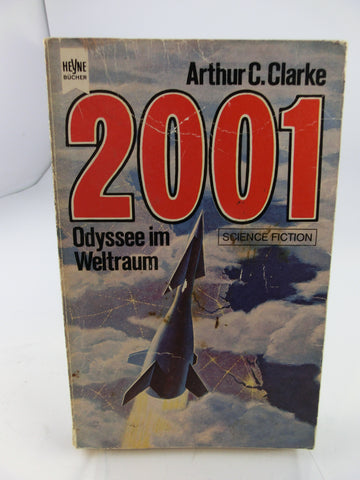 HEYNE
BÜCHER
Arthur C. Clarke
2001
Odyssee im
Weltraum
SCIENCE FICTION